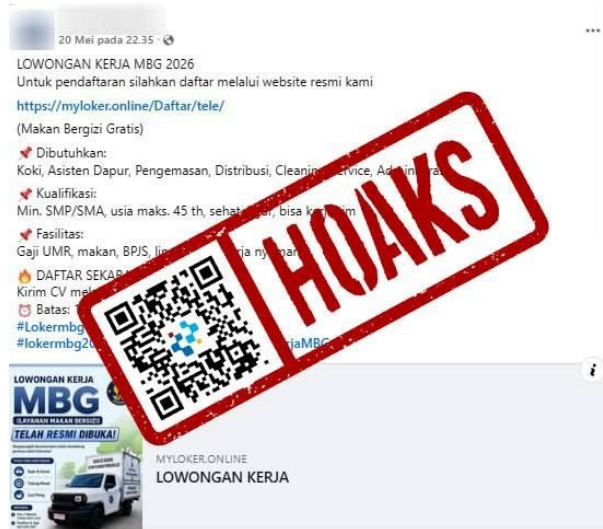 20 Mei pada 22.35 ·
LOWONGAN KERJA MBG 2026
Untuk pendaftaran silahkan daftar melalui website resmi kami
https://myloker.online/Daftar/tele/
(Makan Bergizi Gratis)
Dibutuhkan:
Koki, Asisten Dapur, Pengemasan, Distribusi,
Kualifikasi:
Min. SMP/SMA, usia maks. 45 th, sehat
Fasilitas:
Gaji UMR, makan, BPJS,
DAFTAR
Kirim CV
Batas:
#Lokermbg
HOAKS
LOWONGAN KERJA
MBG
(LAYANAN MAKAN BERGIZI)
TELAH RESMI DIBUKA!
MYLOKER.ONLINE
LOWONGAN KERJA